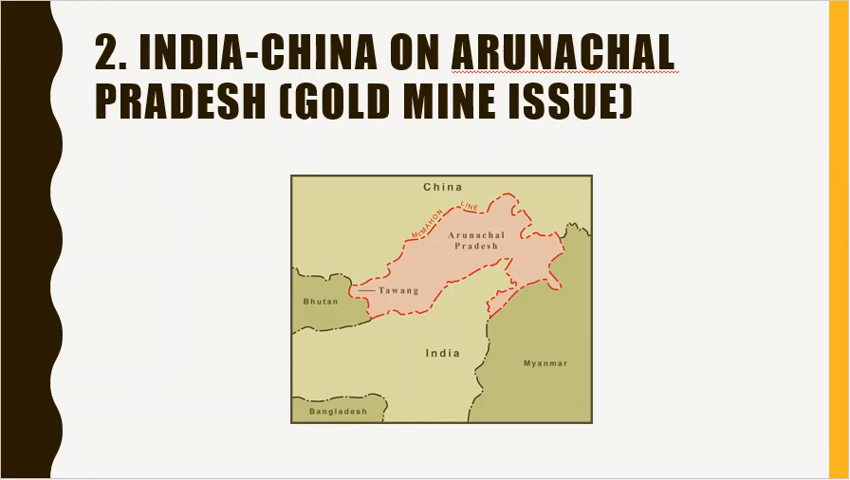 2. INDIA-CHINA ON ARUNACHAL
PRADESH (GOLD MINE ISSUE)
China
McMAHON LINE
Arunachal
Pradesh
Tawang
Bhutan
India
Myanmar
Bangladesh